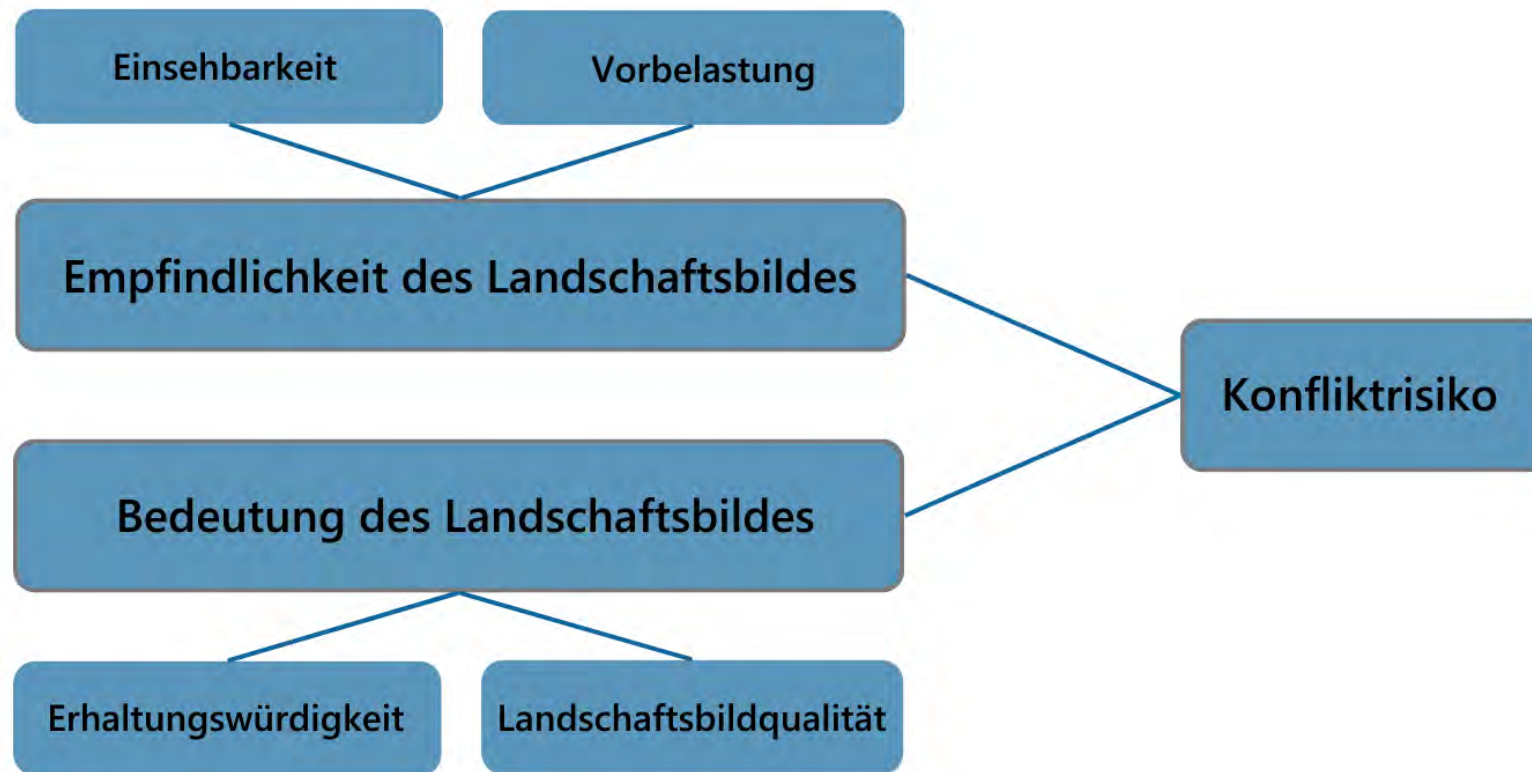 Einsehbarkeit
Vorbelastung
Empfindlichkeit des Landschaftsbildes
Konfliktrisiko
Bedeutung des Landschaftsbildes
Erhaltungswürdigkeit
Landschaftsbildqualität